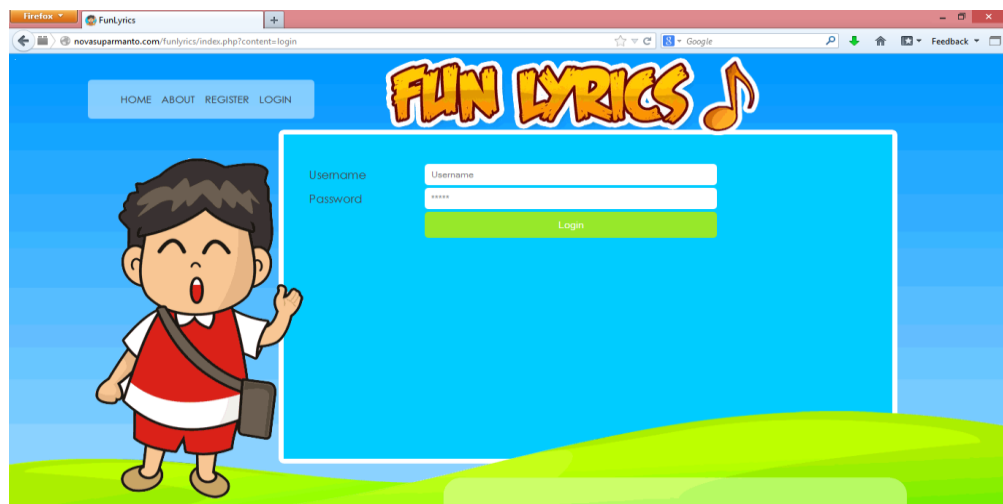 Firefox
FunLyrics
novasuparmanto.com/funlyrics/index.php?content=login
Google
Feedback
HOME ABOUT REGISTER LOGIN
FUN LYRICS
Username
Username
Password
*****
Login